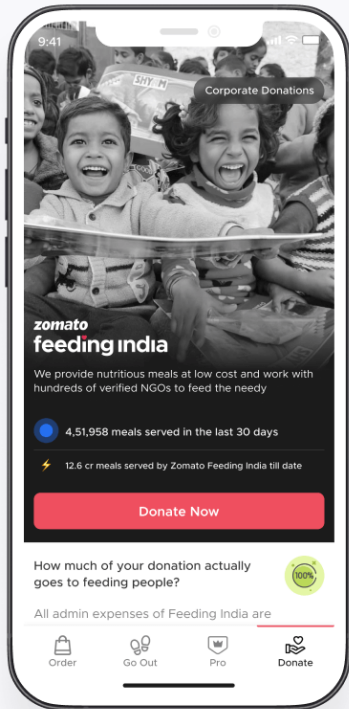 9:41
SHY M
Corporate Donations
zomato
feeding india
We provide nutritious meals at low cost and work with
hundreds of verified NGOs to feed the needy
4,51,958 meals served in the last 30 days
12.6 cr meals served by Zomato Feeding India till date
Donate Now
How much of your donation actually
goes to feeding people?
100%
All admin expenses of Feeding India are
Order
Go Out
Pro
Donate